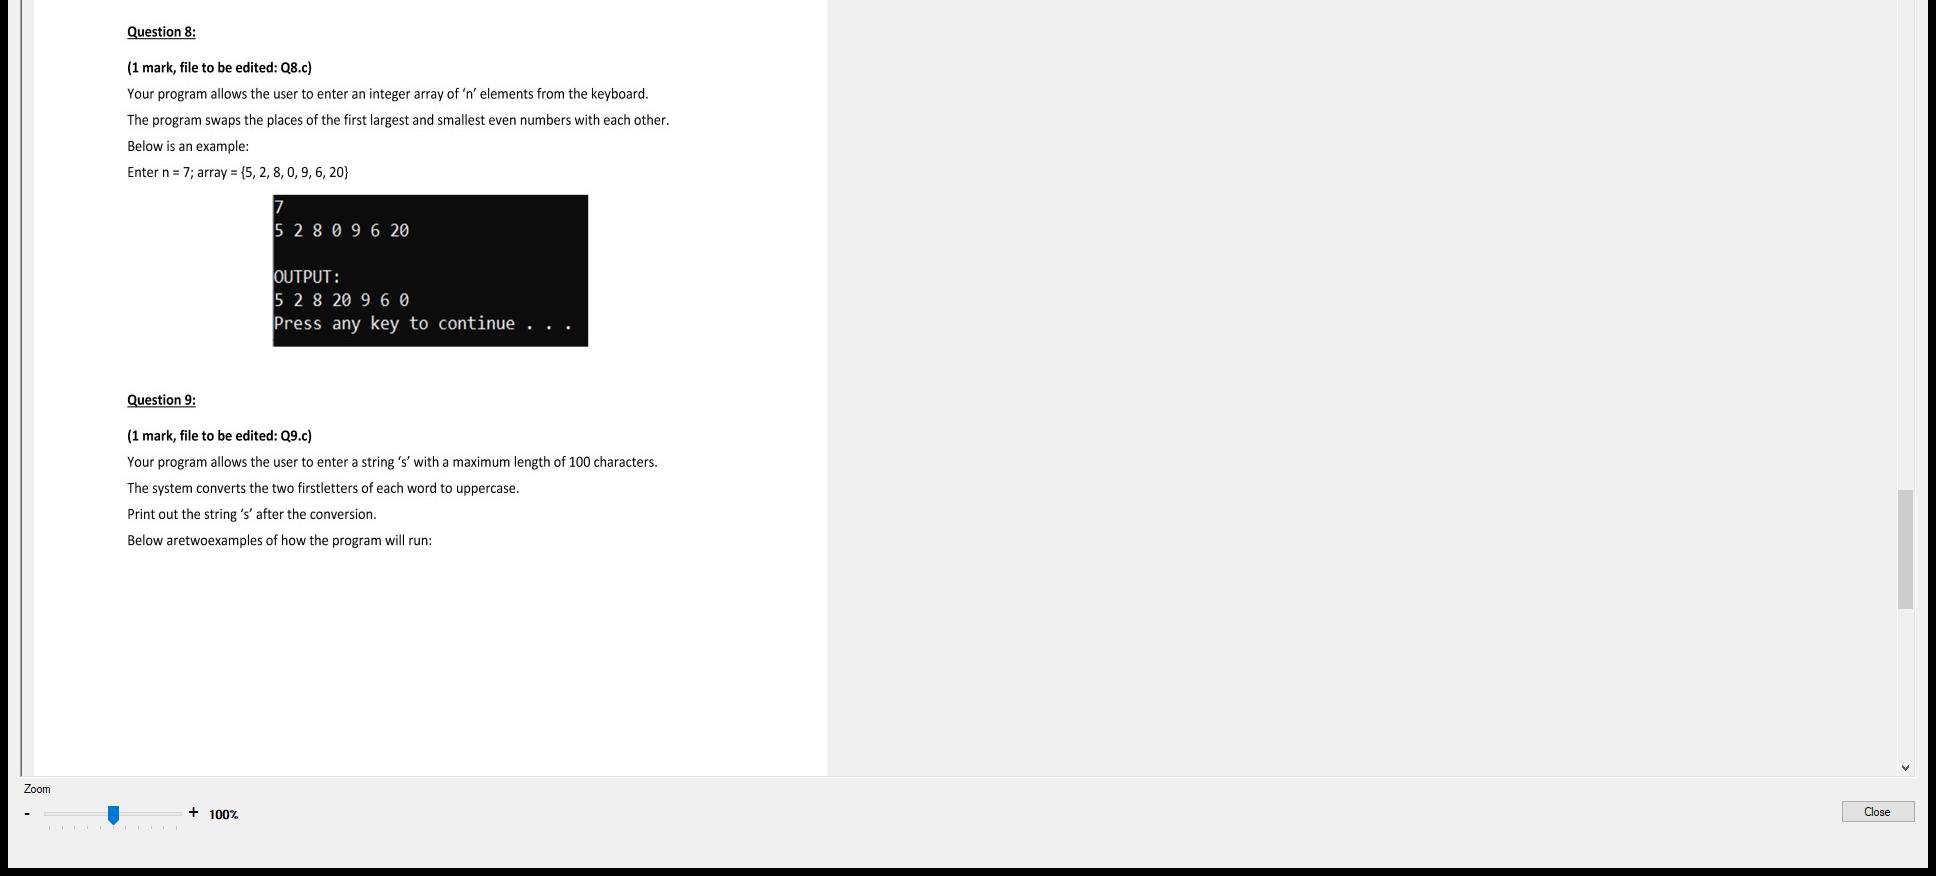 Question 8:
(1 mark, file to be edited: Q8.c)
Your program allows the user to enter an integer array of ‘n’ elements from the keyboard.
The program swaps the places of the first largest and smallest even numbers with each other.
Below is an example:
Enter n = 7; array = {5, 2, 8, 0, 9, 6, 20}
7
5 2 8 0 9 6 20
OUTPUT:
5 2 8 20 9 6 0
Press any key to continue . . .
Question 9:
(1 mark, file to be edited: Q9.c)
Your program allows the user to enter a string ‘s’ with a maximum length of 100 characters.
The system converts the two firstletters of each word to uppercase.
Print out the string ‘s’ after the conversion.
Below aretwoexamples of how the program will run:
Zoom
- + 100%
Close